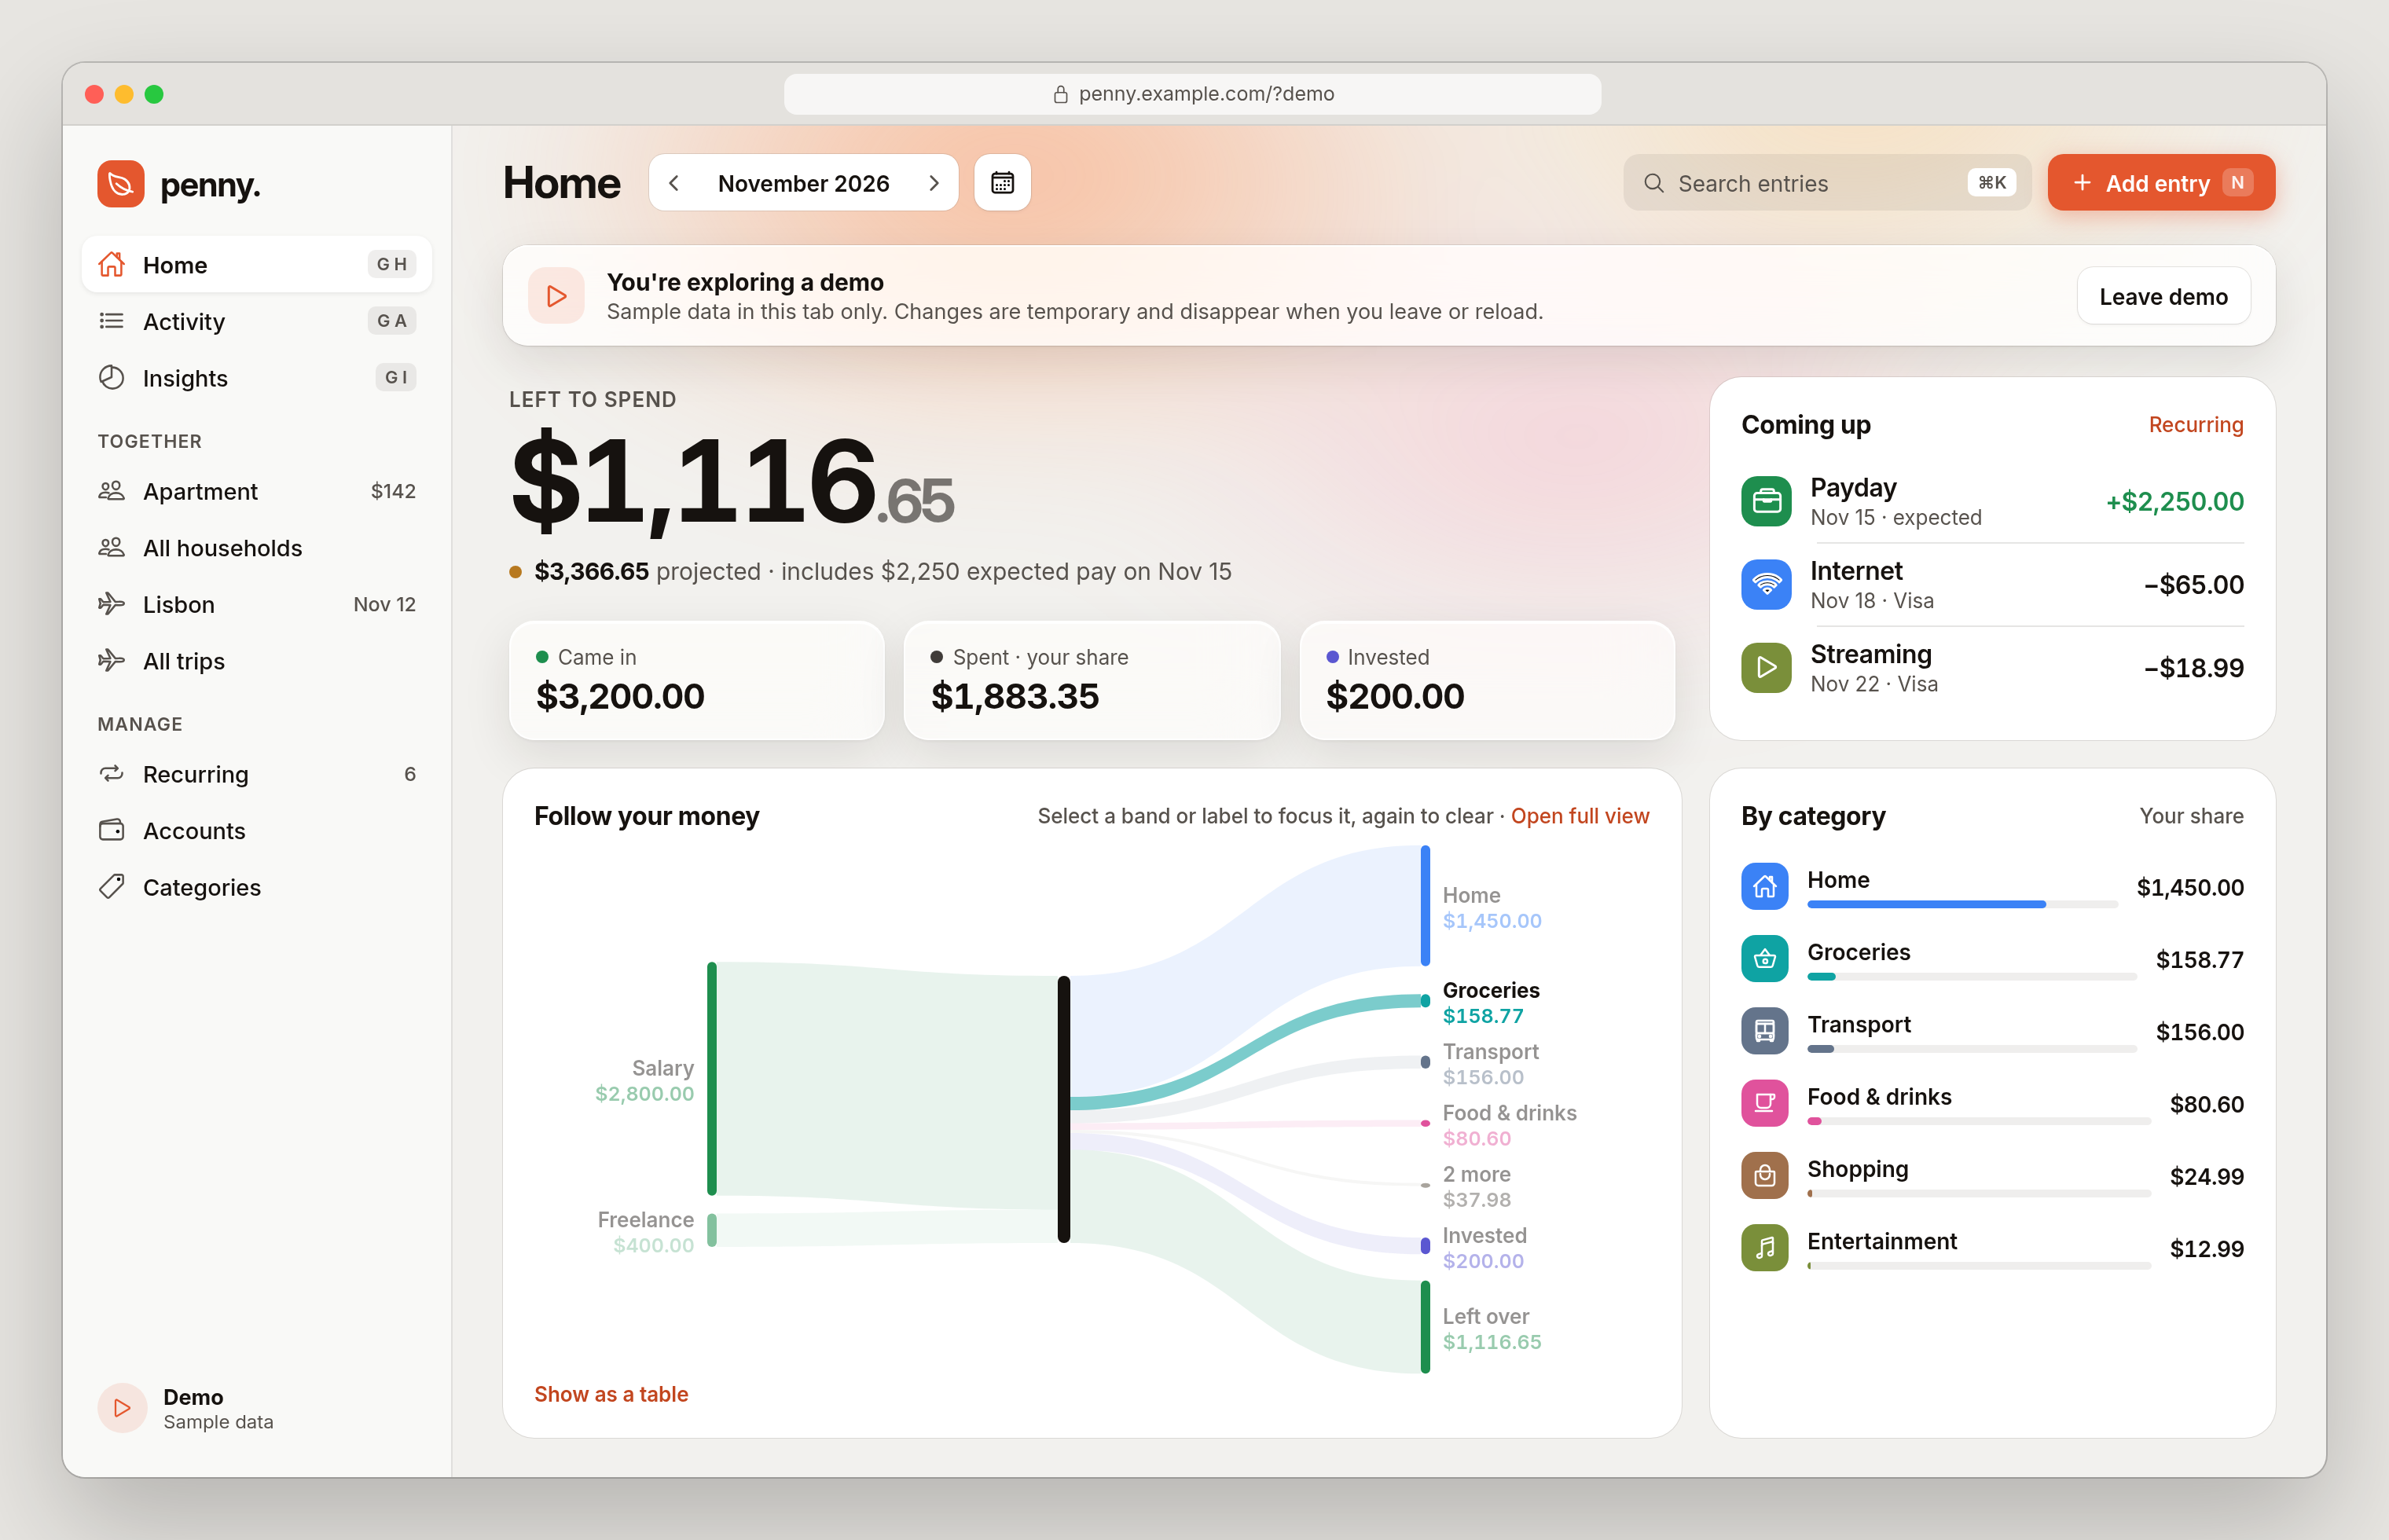 penny.example.com/?demo
penny.
Home G H
Activity G A
Insights G I
TOGETHER
Apartment $142
All households
Lisbon Nov 12
All trips
MANAGE
Recurring 6
Accounts
Categories
Demo
Sample data
Home
November 2026
Search entries ⌘K
Add entry N
You're exploring a demo
Sample data in this tab only. Changes are temporary and disappear when you leave or reload.
Leave demo
LEFT TO SPEND
$1,116.65
$3,366.65 projected · includes $2,250 expected pay on Nov 15
Came in
$3,200.00
Spent · your share
$1,883.35
Invested
$200.00
Coming up Recurring
Payday
Nov 15 · expected
+$2,250.00
Internet
Nov 18 · Visa
−$65.00
Streaming
Nov 22 · Visa
−$18.99
Follow your money
Select a band or label to focus it, again to clear · Open full view
Salary
$2,800.00
Freelance
$400.00
Home
$1,450.00
Groceries
$158.77
Transport
$156.00
Food & drinks
$80.60
2 more
$37.98
Invested
$200.00
Left over
$1,116.65
Show as a table
By category Your share
Home $1,450.00
Groceries $158.77
Transport $156.00
Food & drinks $80.60
Shopping $24.99
Entertainment $12.99